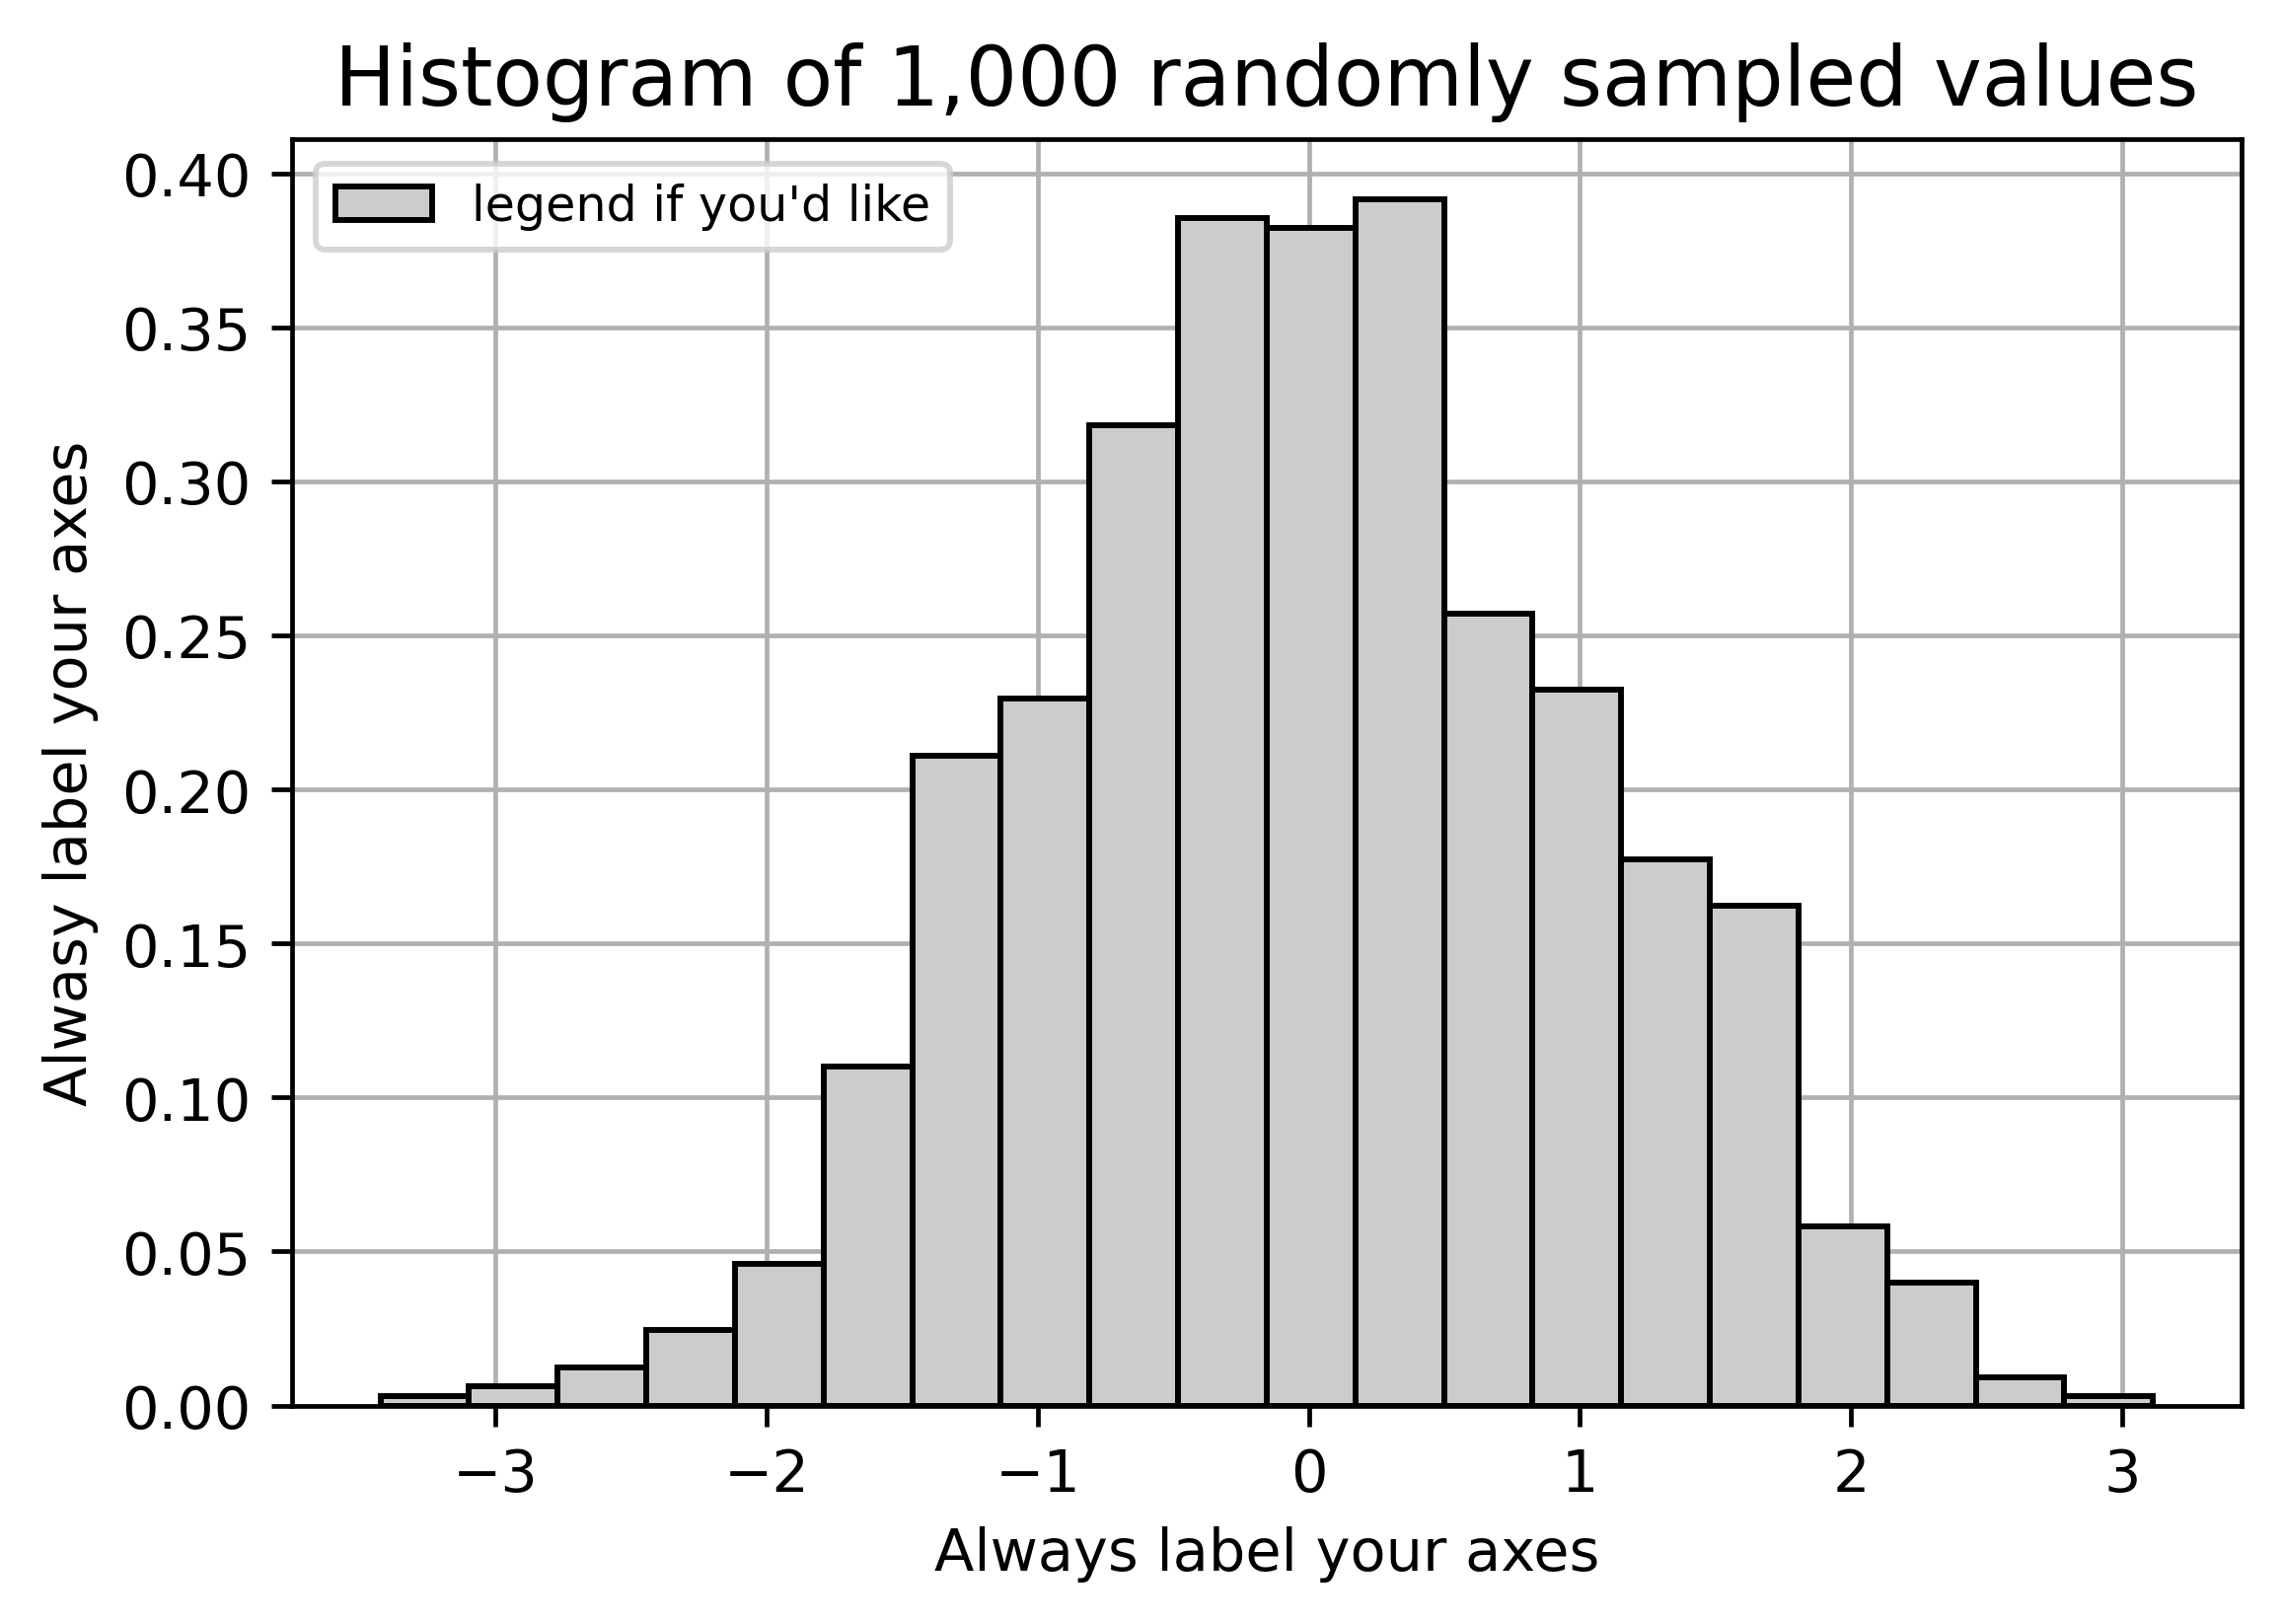 Histogram of 1,000 randomly sampled values
legend if you'd like
Alwasy label your axes
0.40
0.35
0.30
0.25
0.20
0.15
0.10
0.05
0.00
−3 −2 −1 0 1 2 3
Always label your axes